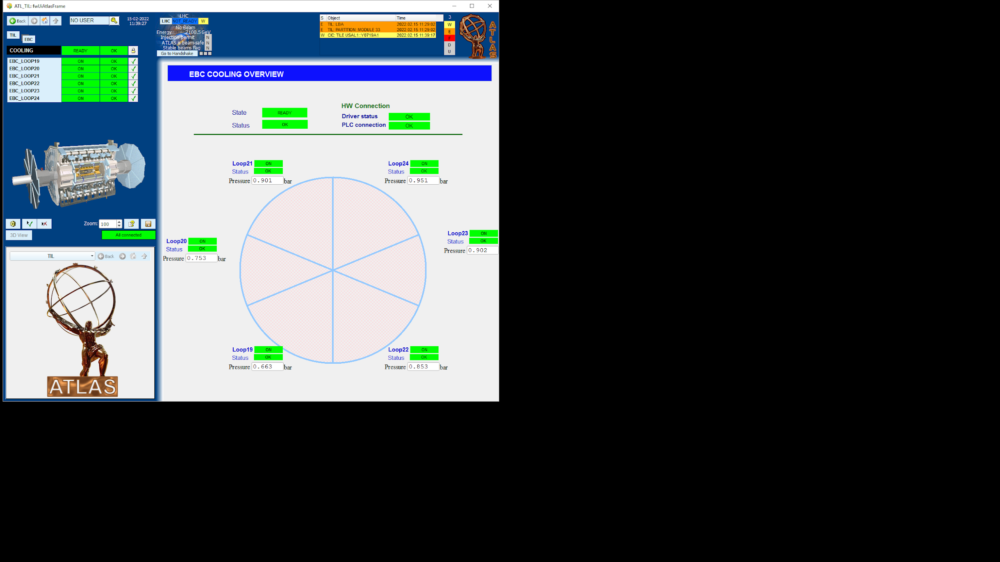 ATL_TIL: fwUiAtlasFrame
Back
NO USER
15-02-2022
11:39:27
LHC
LHC NOT_READY W
No Beam
Energy 7100.5 GeV
Injection permit N
ATLAS is beam-safe N
Stable beams flag N
Go to Handshake
S Object Time
E TIL: LBA 2022.02.15 11:29:02
E TIL: PARTITION::MODULE 33 2022.02.15 11:29:02
W CIC: TILE USAL1::Y0719A1 2022.02.15 11:39:17
3
W
E
F
D
U
ATLAS
TIL
EBC
COOLING READY OK
EBC_LOOP19 ON OK
EBC_LOOP20 ON OK
EBC_LOOP21 ON OK
EBC_LOOP22 ON OK
EBC_LOOP23 ON OK
EBC_LOOP24 ON OK
Zoom: 100
3D View
All connected
TIL Back
ATLAS
EBC COOLING OVERVIEW
State READY
Status OK
HW Connection
Driver status OK
PLC connection OK
Loop21 ON
Status OK
Pressure 0.901 bar
Loop24 ON
Status OK
Pressure 0.951 bar
Loop20 ON
Status OK
Pressure 0.753 bar
Loop23 ON
Status OK
Pressure 0.902
Loop19 ON
Status OK
Pressure 0.663 bar
Loop22 ON
Status OK
Pressure 0.853 bar